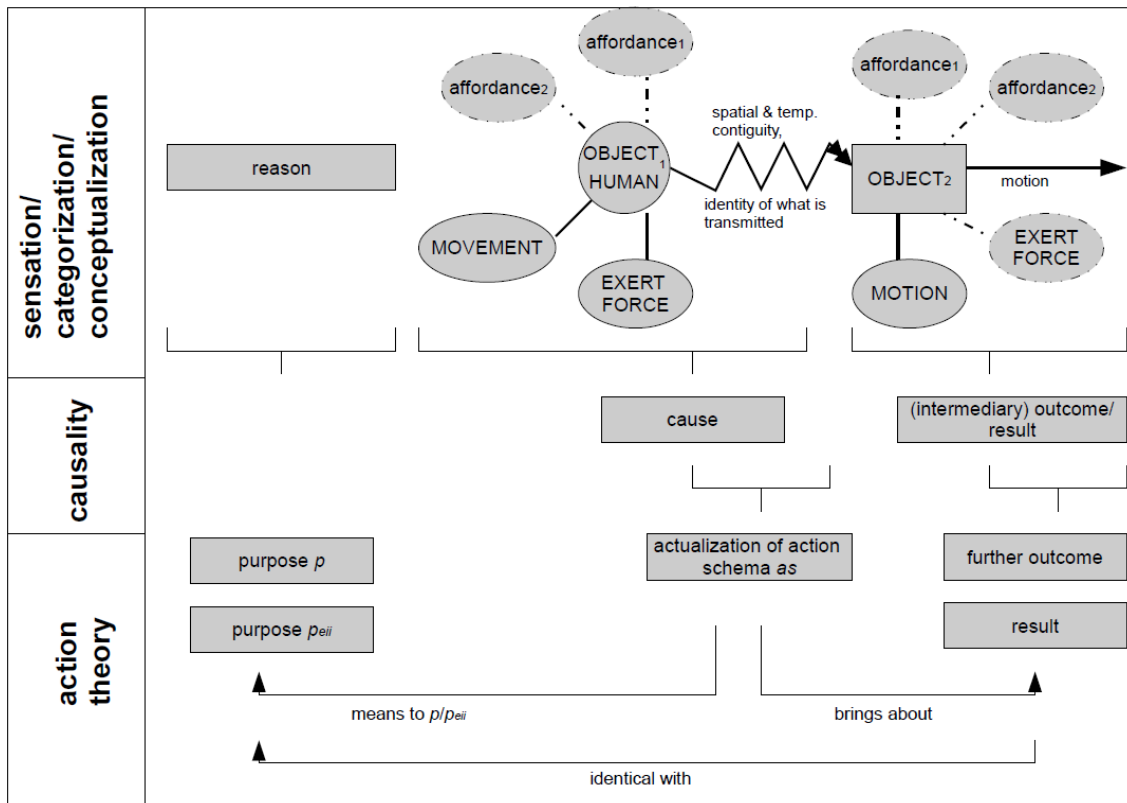 sensation/
categorization/
conceptualization
affordance1
affordance2
affordance1
affordance2
spatial & temp.
contiguity,
reason
OBJECT1
HUMAN
OBJECT2
motion
identity of what is
transmitted
MOVEMENT
EXERT
FORCE
MOTION
EXERT
FORCE
causality
cause
(intermediary) outcome/
result
action
theory
purpose p
actualization of action
schema as
further outcome
purpose peii
result
means to p/peii
brings about
identical with